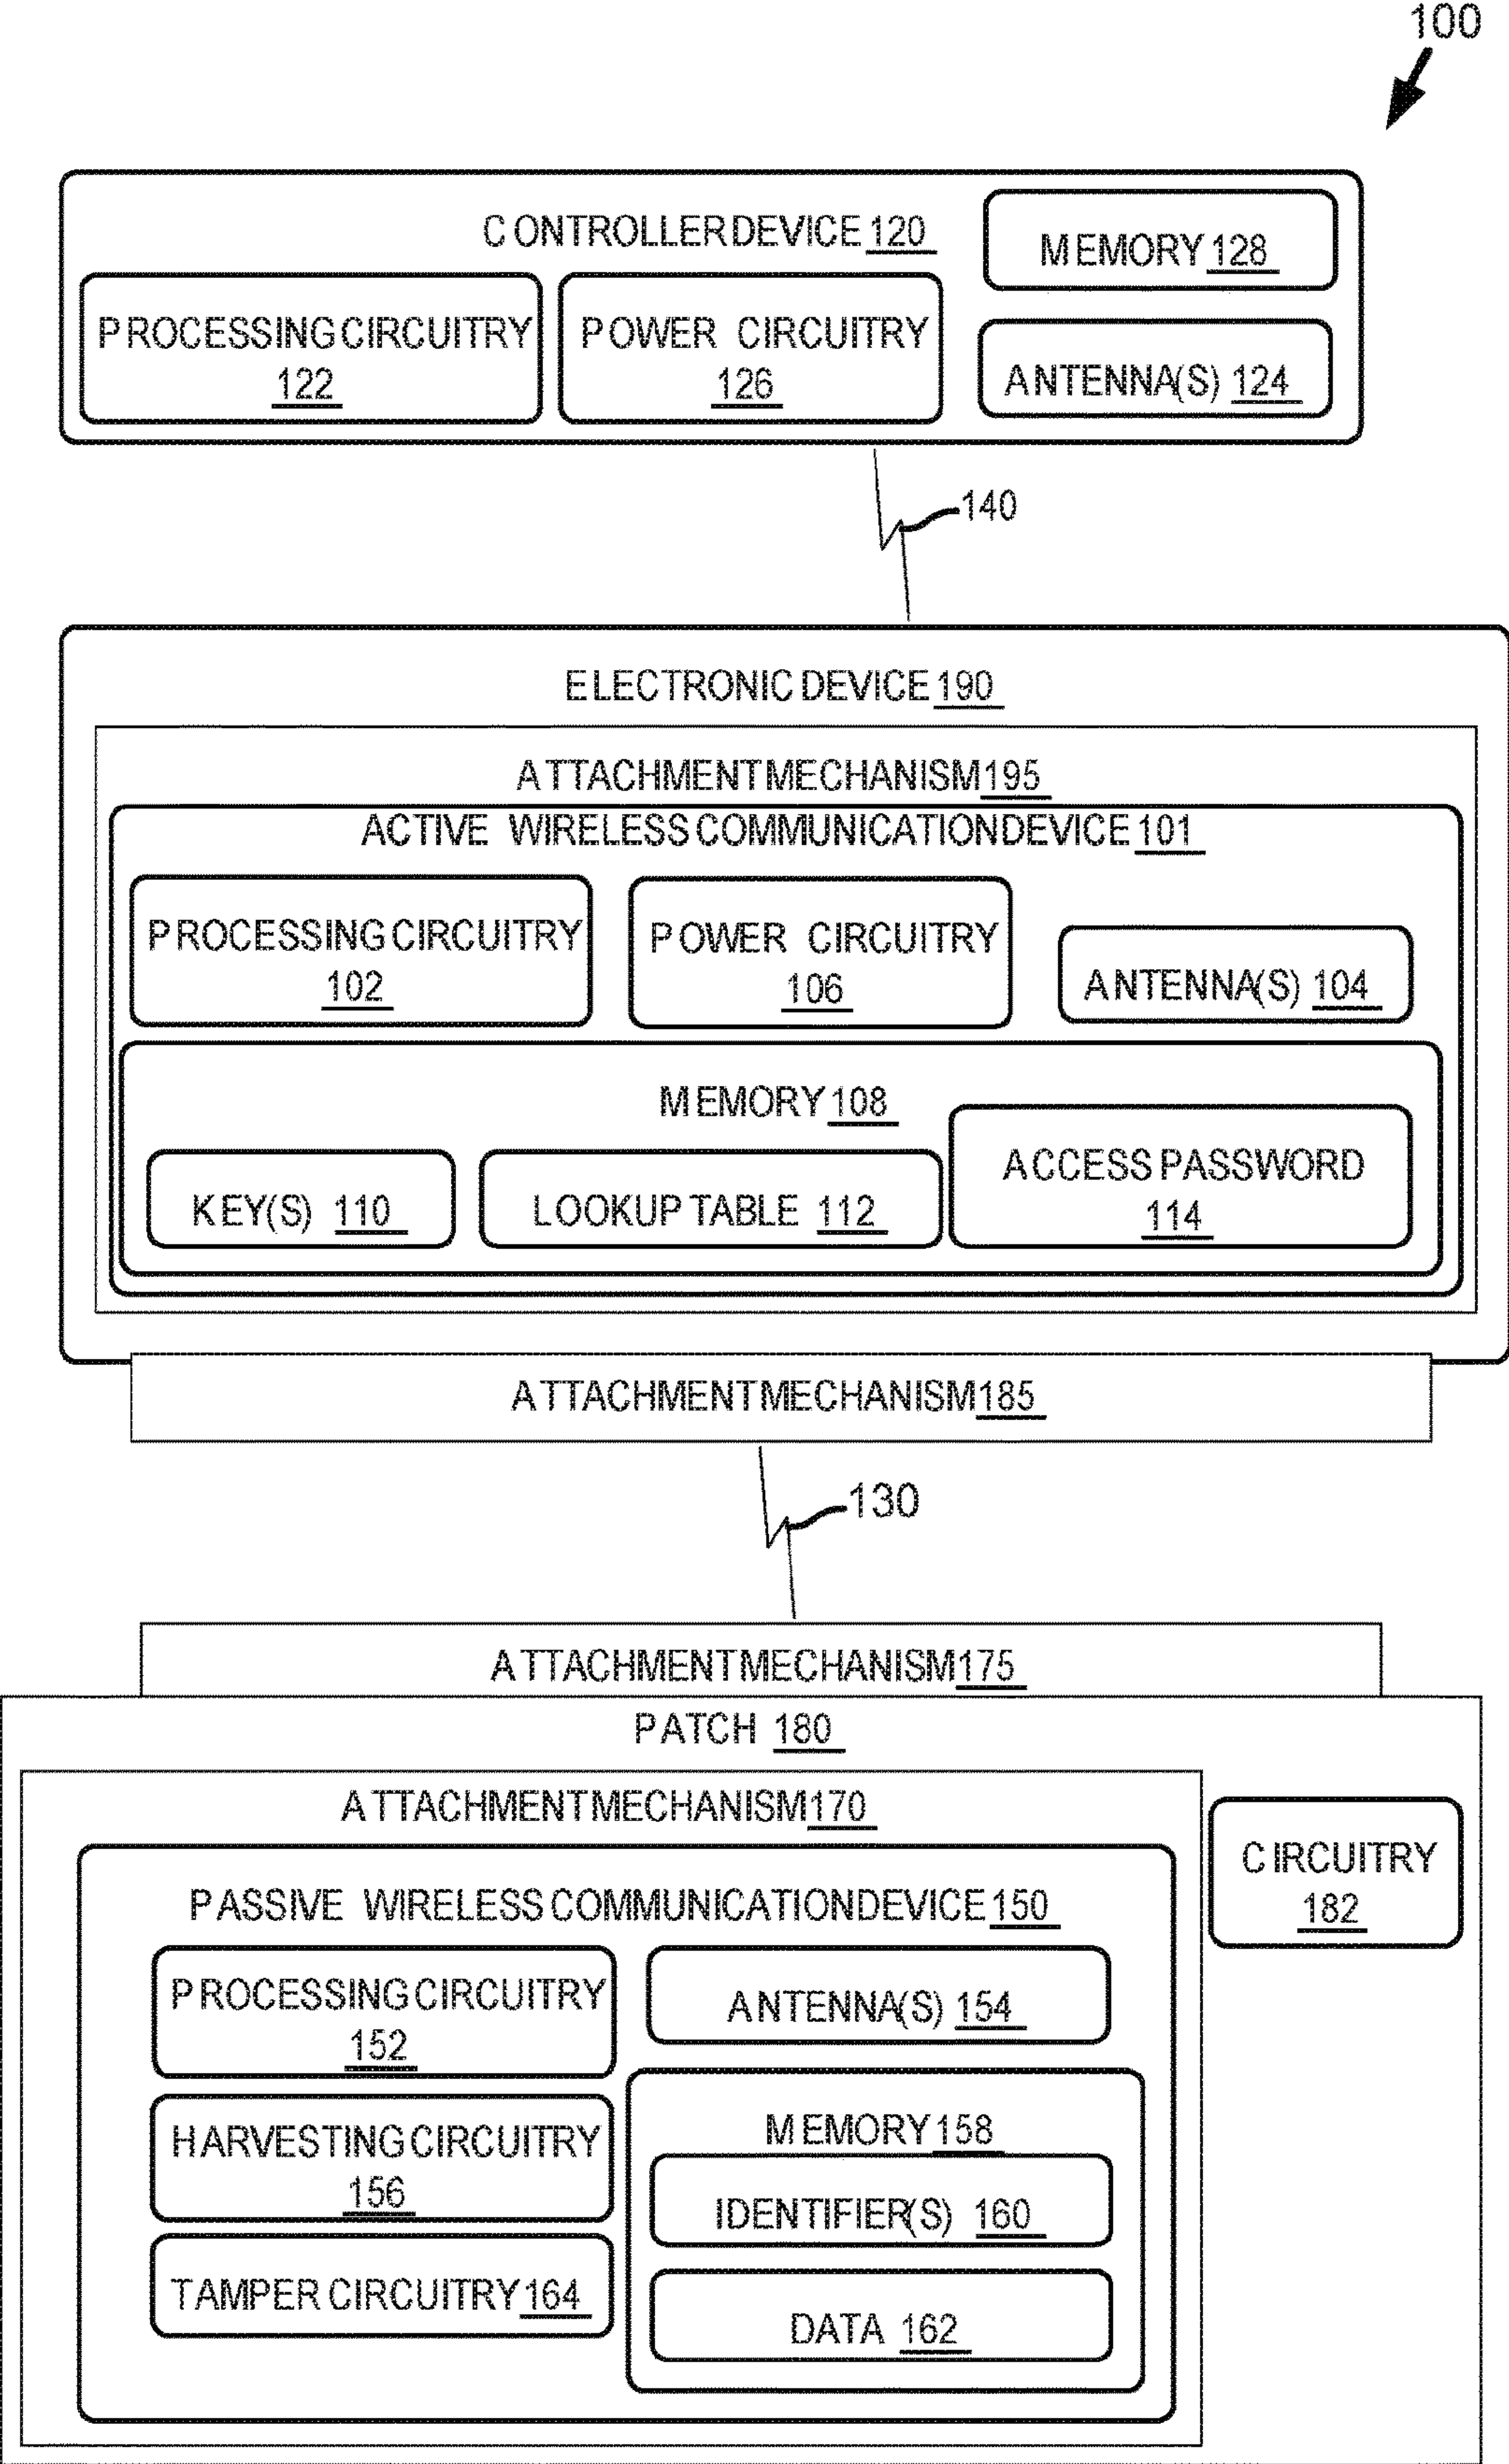 100
CONTROLLER DEVICE 120
MEMORY 128
PROCESSING CIRCUITRY
122
POWER CIRCUITRY
126
ANTENNA(S) 124
140
ELECTRONIC DEVICE 190
ATTACHMENT MECHANISM 195
ACTIVE WIRELESS COMMUNICATION DEVICE 101
PROCESSING CIRCUITRY
102
POWER CIRCUITRY
106
ANTENNA(S) 104
MEMORY 108
KEY(S) 110
LOOKUP TABLE 112
ACCESS PASSWORD
114
ATTACHMENT MECHANISM 185
130
ATTACHMENT MECHANISM 175
PATCH 180
ATTACHMENT MECHANISM 170
CIRCUITRY
182
PASSIVE WIRELESS COMMUNICATION DEVICE 150
PROCESSING CIRCUITRY
152
ANTENNA(S) 154
HARVESTING CIRCUITRY
156
MEMORY 158
IDENTIFIER(S) 160
TAMPER CIRCUITRY 164
DATA 162